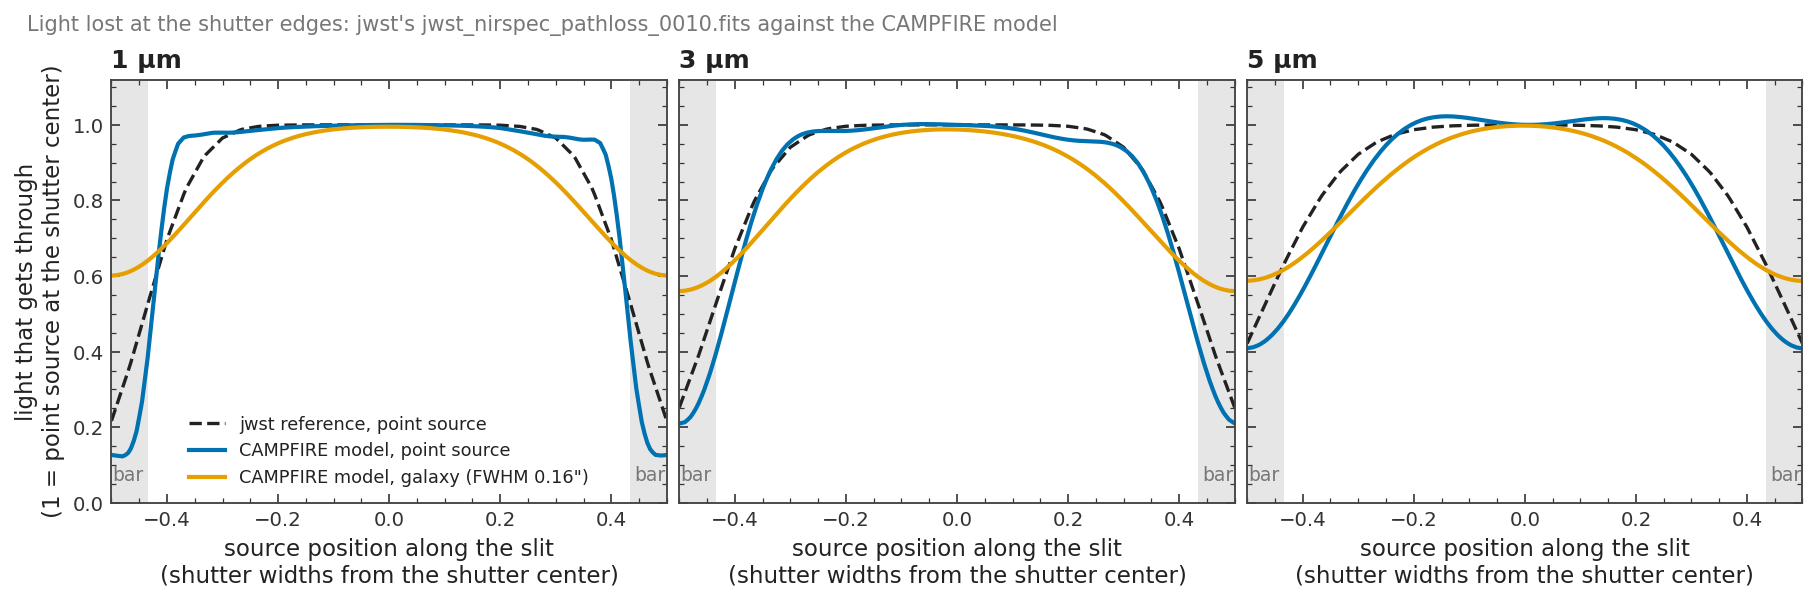 Light lost at the shutter edges: jwst's jwst_nirspec_pathloss_0010.fits against the CAMPFIRE model
1 µm
3 µm
5 µm
light that gets through
(1 = point source at the shutter center)
1.0
0.8
0.6
0.4
0.2
0.0
jwst reference, point source
CAMPFIRE model, point source
CAMPFIRE model, galaxy (FWHM 0.16")
bar
bar
bar
bar
bar
bar
−0.4
−0.2
0.0
0.2
0.4
−0.4
−0.2
0.0
0.2
0.4
−0.4
−0.2
0.0
0.2
0.4
source position along the slit
(shutter widths from the shutter center)
source position along the slit
(shutter widths from the shutter center)
source position along the slit
(shutter widths from the shutter center)